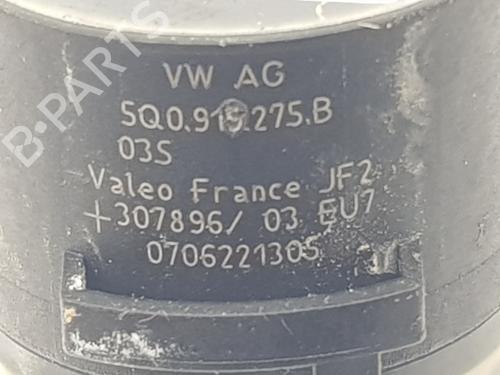 B-PARTS
VW AG
5Q0.919.275.B
03S
Valeo France JF2
+307896/ 03 EU7
0706221305